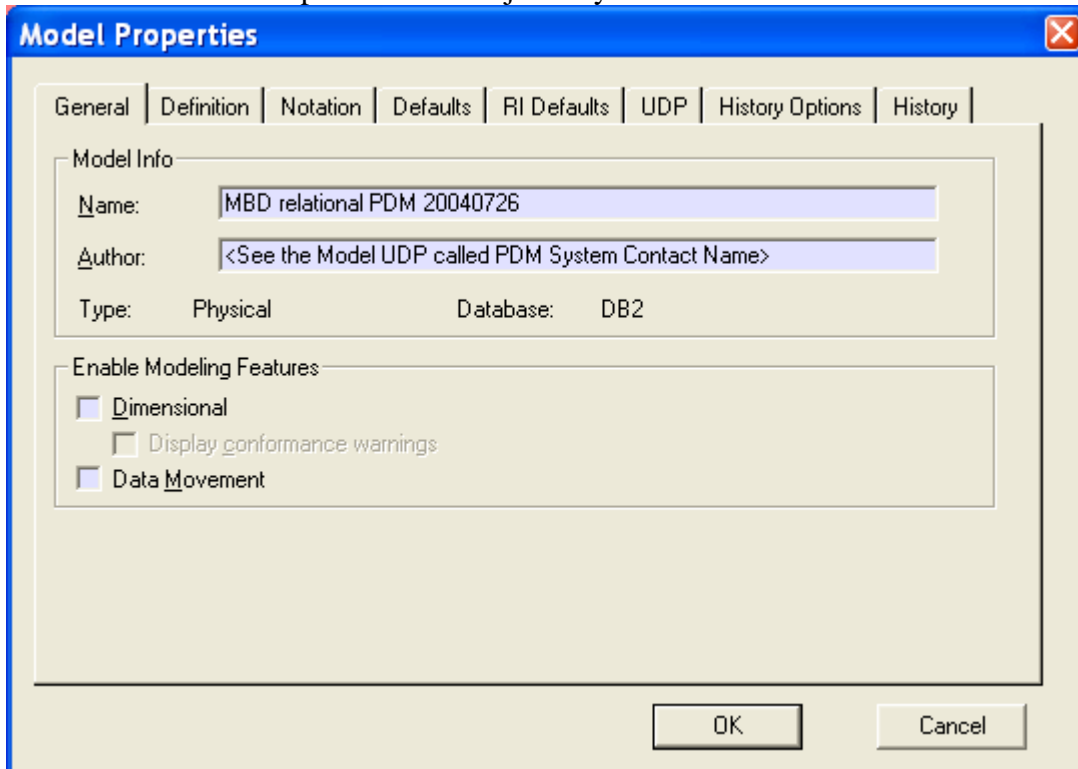 Model Properties
General Definition Notation Defaults RI Defaults UDP History Options History
Model Info
Name: MBD relational PDM 20040726
Author: <See the Model UDP called PDM System Contact Name>
Type: Physical Database: DB2
Enable Modeling Features
Dimensional
Display conformance warnings
Data Movement
OK Cancel